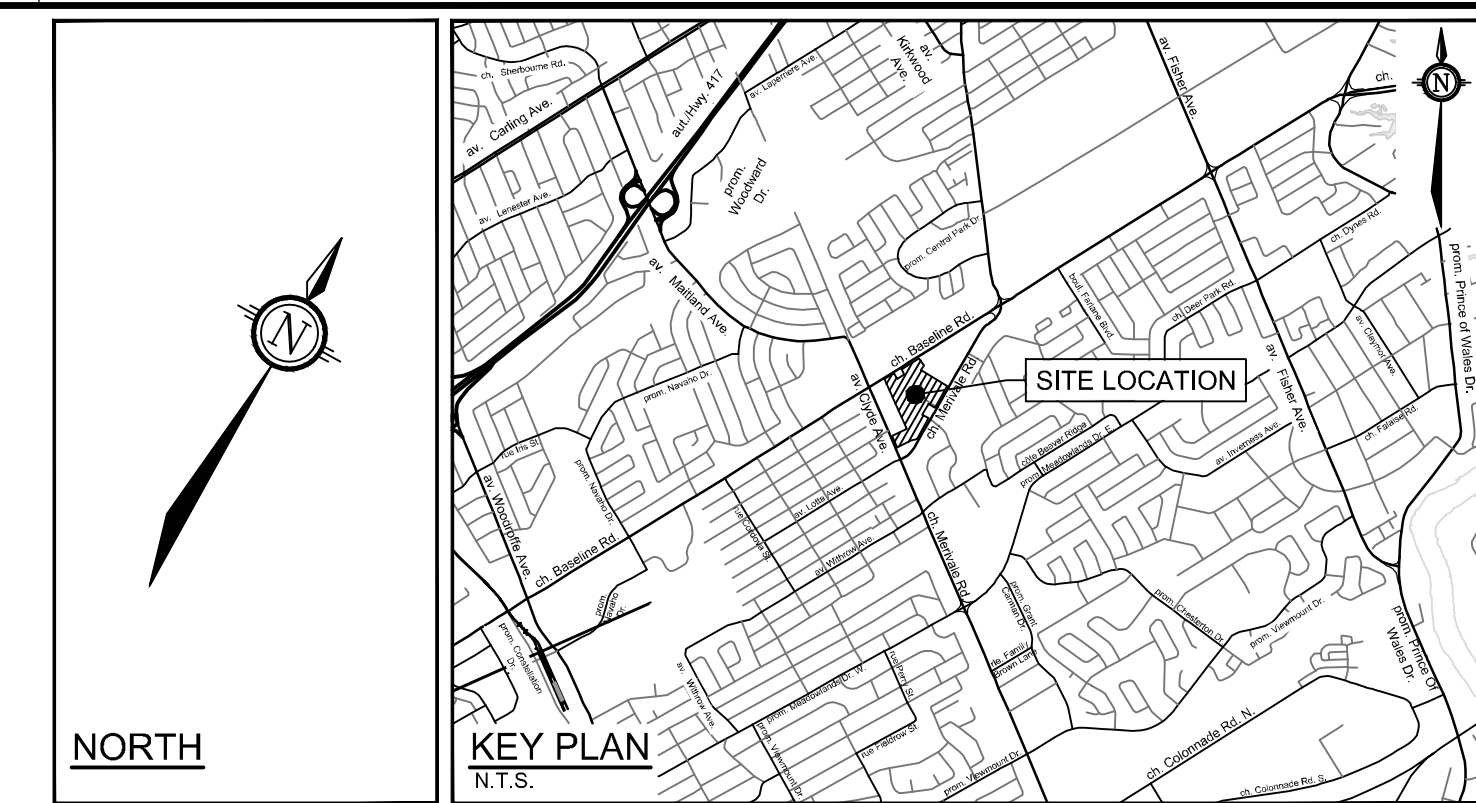 N
NORTH
ch. Sherbourne Rd.
av. Carling Ave.
aut./Hwy. 417
av. Laperriere Ave.
av.
Kirkwood
Ave.
av. Fisher Ave.
ch.
N
av. Lenester Ave.
prom.
Woodward
Dr.
av. Maitland Ave.
prom. Central Park Dr.
ch. Dynes Rd.
prom. Prince of Wales Dr.
boul. Farlane Blvd.
ch. Deer Park Rd.
av. Claymor Ave.
ch. Baseline Rd.
av. Clyde Ave.
ch. Merivale Rd
SITE LOCATION
av. Fisher Ave.
ch. Falaise Rd.
prom. Navaho Dr.
rue Iris St.
prom. Navaho Dr.
av. Woodroffe Ave.
ch. Baseline Rd.
côte Beaver Ridge
prom. Meadowlands Dr. E.
av. Inverness Ave.
rue Cordova St.
av. Lotta Ave.
av. Withrow Ave.
ch. Merivale Rd
prom.
Navaho
Dr.
prom. Constellation
Dr.
prom. Grant
Carman Dr.
prom. Chesterton Dr.
prom. Viewmount Dr.
Brown Land
av. Withrow Ave.
prom. Meadowlands Dr. W.
rue Perry St.
rue Fieldrow St.
prom. Viewmount Dr.
prom. Viewmount Dr.
prom. Prince Of
Wales Dr.
ch. Colonnade Rd. N.
ch. Colonnade Rd. S.
KEY PLAN
N.T.S.